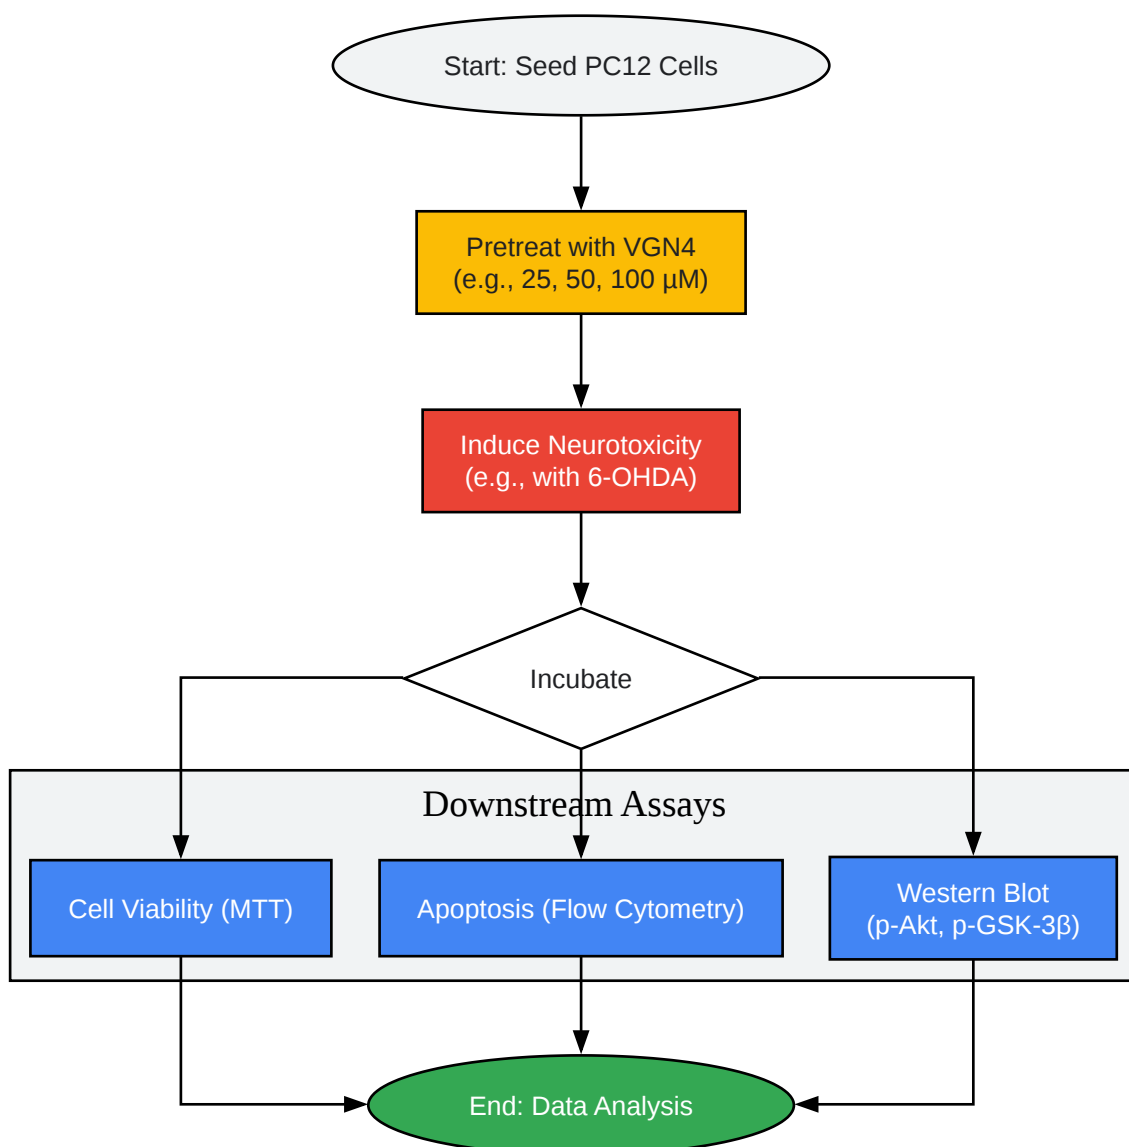 Start: Seed PC12 Cells
Pretreat with VGN4
(e.g., 25, 50, 100 µM)
Induce Neurotoxicity
(e.g., with 6-OHDA)
Incubate
Downstream Assays
Cell Viability (MTT)
Apoptosis (Flow Cytometry)
Western Blot
(p-Akt, p-GSK-3β)
End: Data Analysis